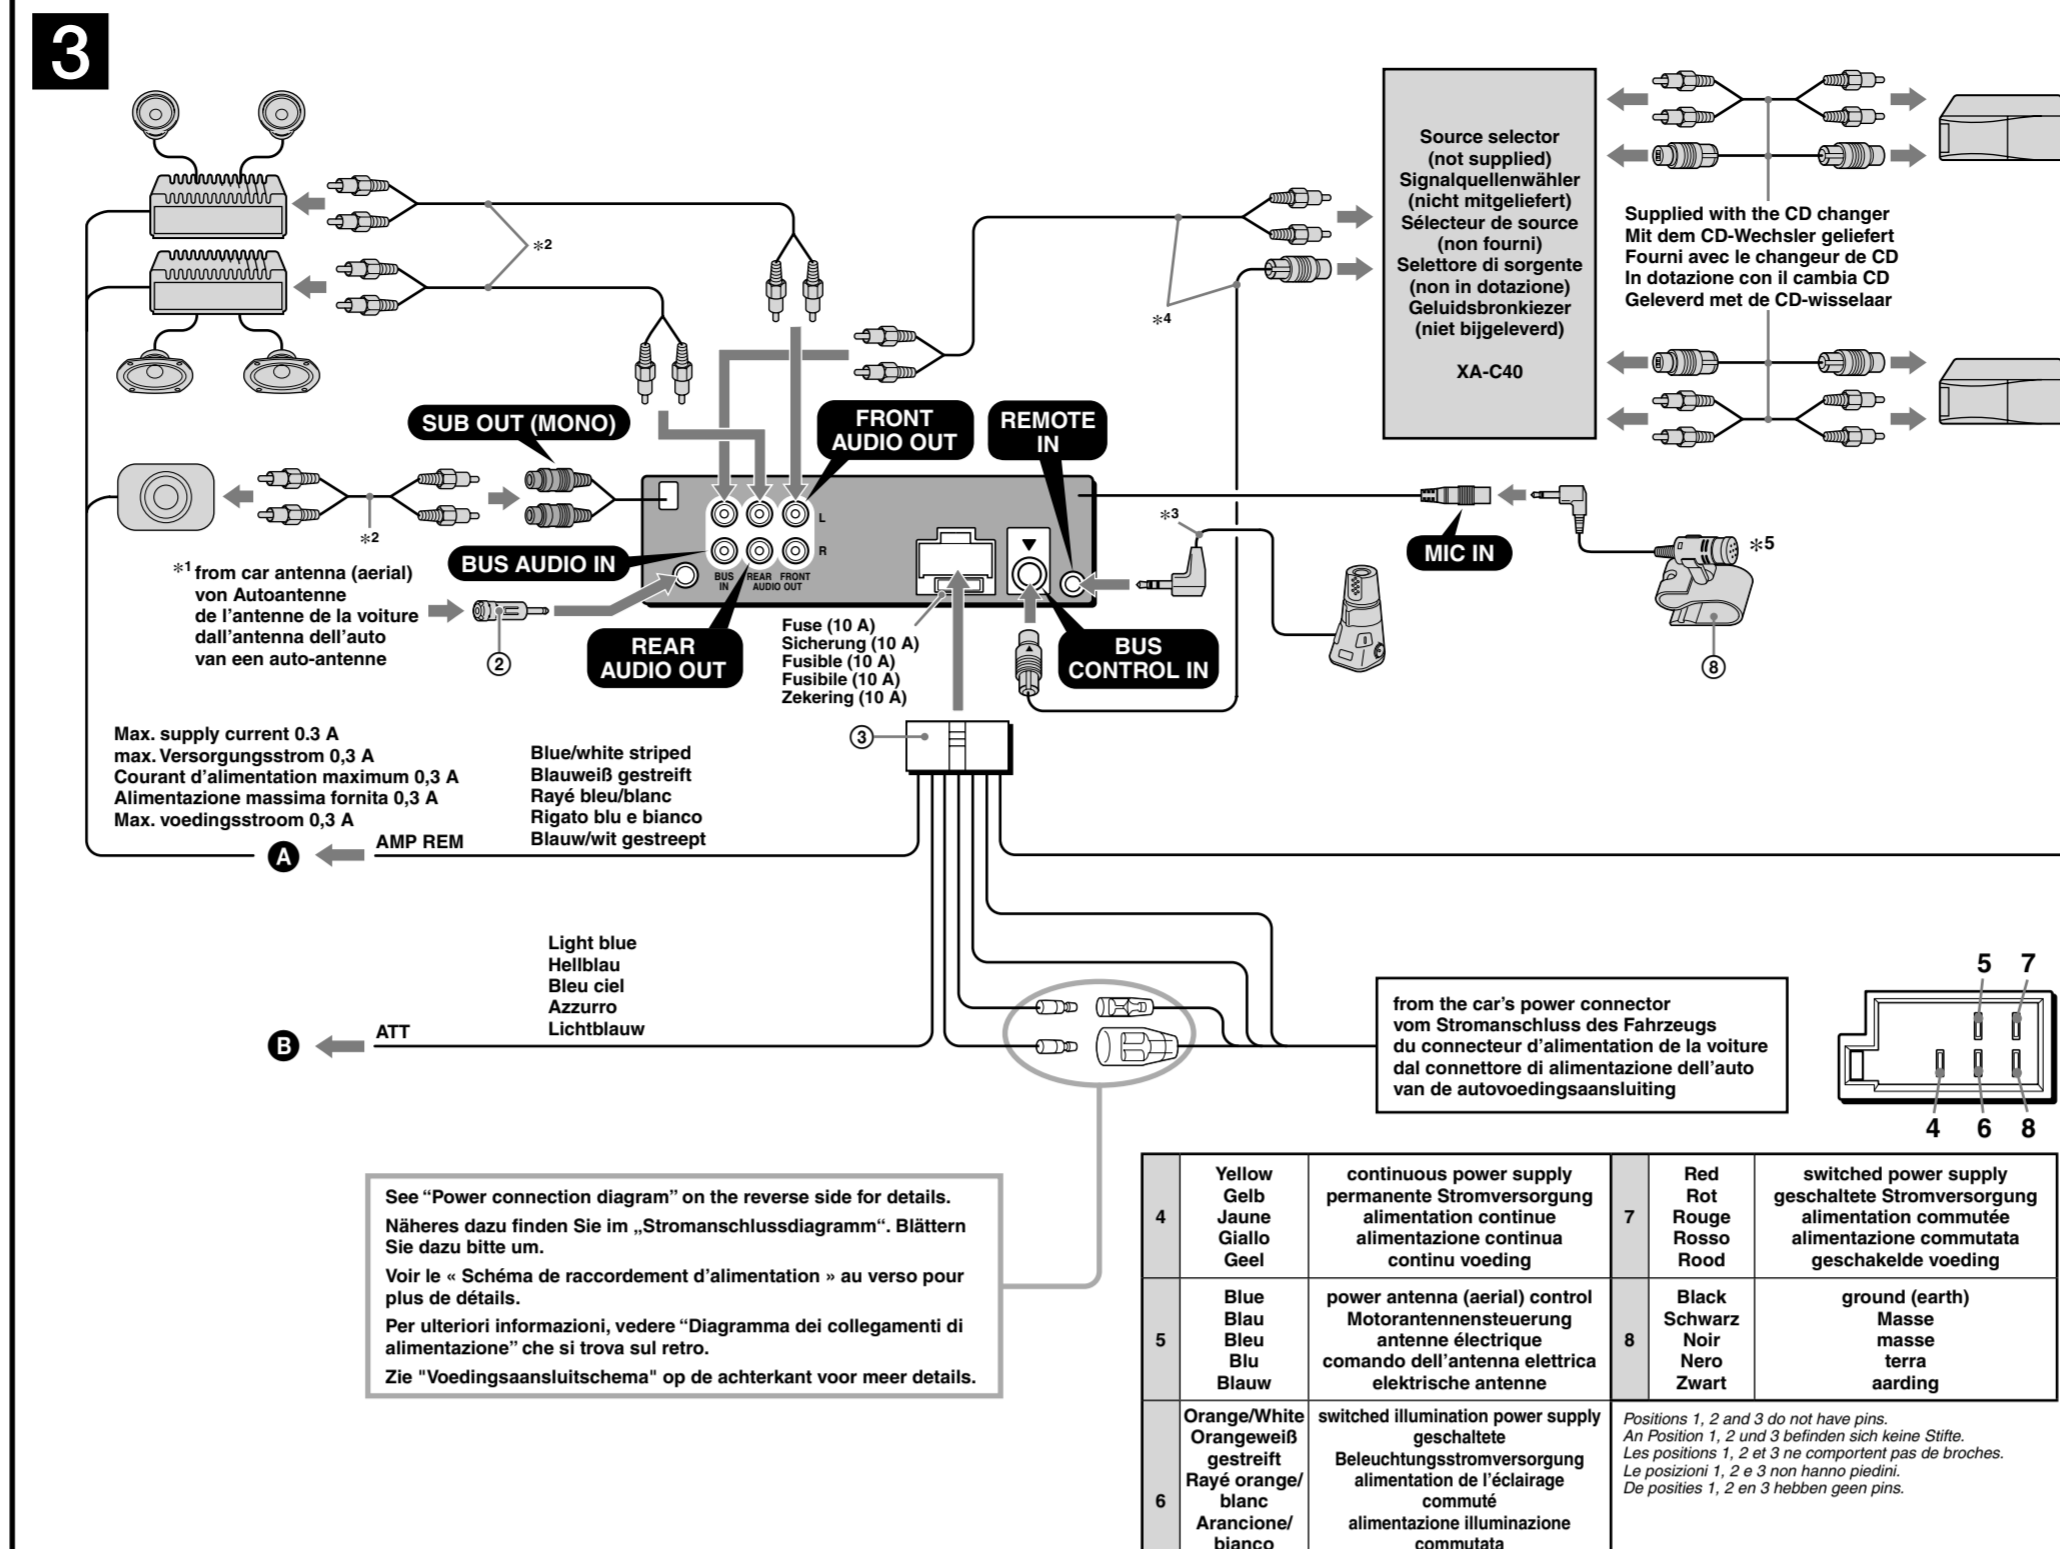 3
Source selector
(not supplied)
Signalquellenwähler
(nicht mitgeliefert)
Sélecteur de source
(non fourni)
Selettore di sorgente
(non in dotazione)
Geluidsbronkiezer
(niet bijgeleverd)
XA-C40
Supplied with the CD changer
Mit dem CD-Wechsler geliefert
Fourni avec le changeur de CD
In dotazione con il cambia CD
Geleverd met de CD-wisselaar
*2
*4
SUB OUT (MONO)
FRONT
AUDIO OUT
REMOTE
IN
*2
*3
L
R
BUS AUDIO IN
BUS
IN
REAR FRONT
AUDIO OUT
MIC IN
*5
*1 from car antenna (aerial)
von Autoantenne
de l'antenne de la voiture
dall'antenna dell'auto
van een auto-antenne
②
REAR
AUDIO OUT
Fuse (10 A)
Sicherung (10 A)
Fusible (10 A)
Fusibile (10 A)
Zekering (10 A)
BUS
CONTROL IN
⑧
Max. supply current 0.3 A
max. Versorgungsstrom 0,3 A
Courant d'alimentation maximum 0,3 A
Alimentazione massima fornita 0,3 A
Max. voedingsstroom 0,3 A
Blue/white striped
Blauweiß gestreift
Rayé bleu/blanc
Rigato blu e bianco
Blauw/wit gestreept
③
A
AMP REM
Light blue
Hellblau
Bleu ciel
Azzurro
Lichtblauw
B
ATT
from the car's power connector
vom Stromanschluss des Fahrzeugs
du connecteur d'alimentation de la voiture
dal connettore di alimentazione dell'auto
van de autovoedingsaansluiting
5 7
4 6 8
See “Power connection diagram” on the reverse side for details.
Näheres dazu finden Sie im „Stromanschlussdiagramm“. Blättern
Sie dazu bitte um.
Voir le « Schéma de raccordement d'alimentation » au verso pour
plus de détails.
Per ulteriori informazioni, vedere “Diagramma dei collegamenti di
alimentazione” che si trova sul retro.
Zie "Voedingsaansluitschema" op de achterkant voor meer details.
4
Yellow
Gelb
Jaune
Giallo
Geel
continuous power supply
permanente Stromversorgung
alimentation continue
alimentazione continua
continu voeding
7
Red
Rot
Rouge
Rosso
Rood
switched power supply
geschaltete Stromversorgung
alimentation commutée
alimentazione commutata
geschakelde voeding
5
Blue
Blau
Bleu
Blu
Blauw
power antenna (aerial) control
Motorantennensteuerung
antenne électrique
comando dell'antenna elettrica
elektrische antenne
8
Black
Schwarz
Noir
Nero
Zwart
ground (earth)
Masse
masse
terra
aarding
6
Orange/White
Orangeweiß
gestreift
Rayé orange/
blanc
Arancione/
bianco
switched illumination power supply
geschaltete
Beleuchtungsstromversorgung
alimentation de l'éclairage
commuté
alimentazione illuminazione
commutata
Positions 1, 2 and 3 do not have pins.
An Position 1, 2 und 3 befinden sich keine Stifte.
Les positions 1, 2 et 3 ne comportent pas de broches.
Le posizioni 1, 2 e 3 non hanno piedini.
De posities 1, 2 en 3 hebben geen pins.